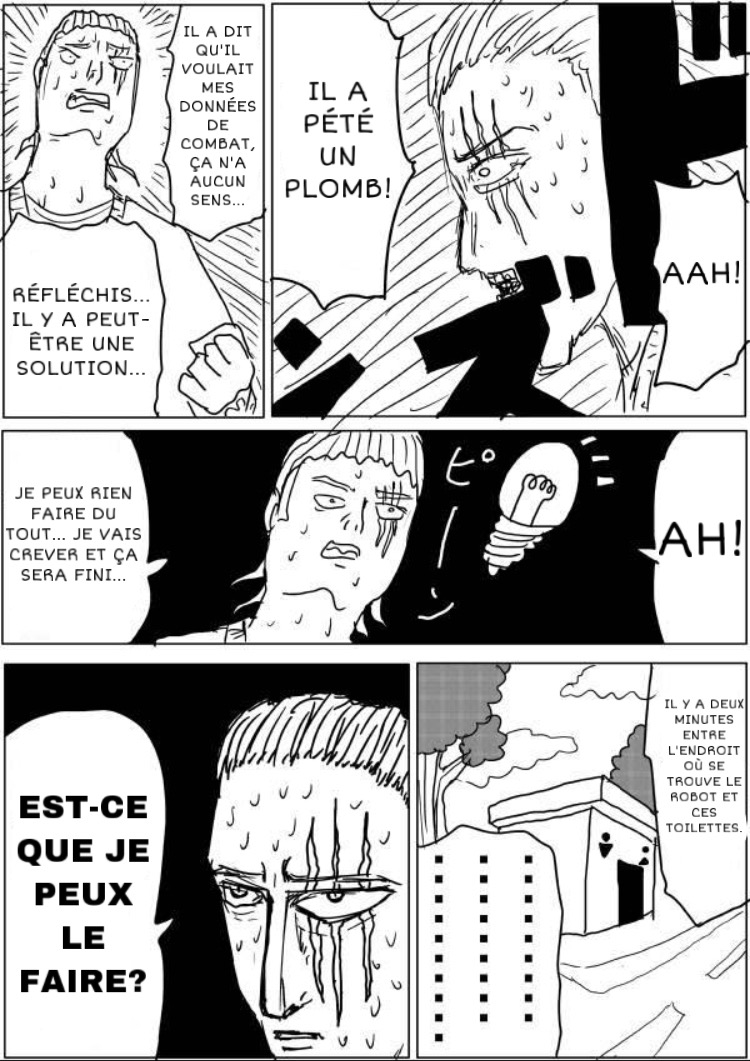 AAH!
IL A
PÉTÉ
UN
PLOMB!
IL A DIT
QU'IL
VOULAIT
MES
DONNÉES
DE
COMBAT,
ÇA N'A
AUCUN
SENS...
RÉFLÉCHIS...
IL Y A PEUT-
ÊTRE UNE
SOLUTION...
AH!
ピーン
JE PEUX RIEN
FAIRE DU
TOUT... JE VAIS
CREVER ET ÇA
SERA FINI...
IL Y A DEUX
MINUTES
ENTRE
L'ENDROIT
OÙ SE
TROUVE LE
ROBOT ET
CES
TOILETTES.
EST-CE
QUE JE
PEUX
LE
FAIRE?